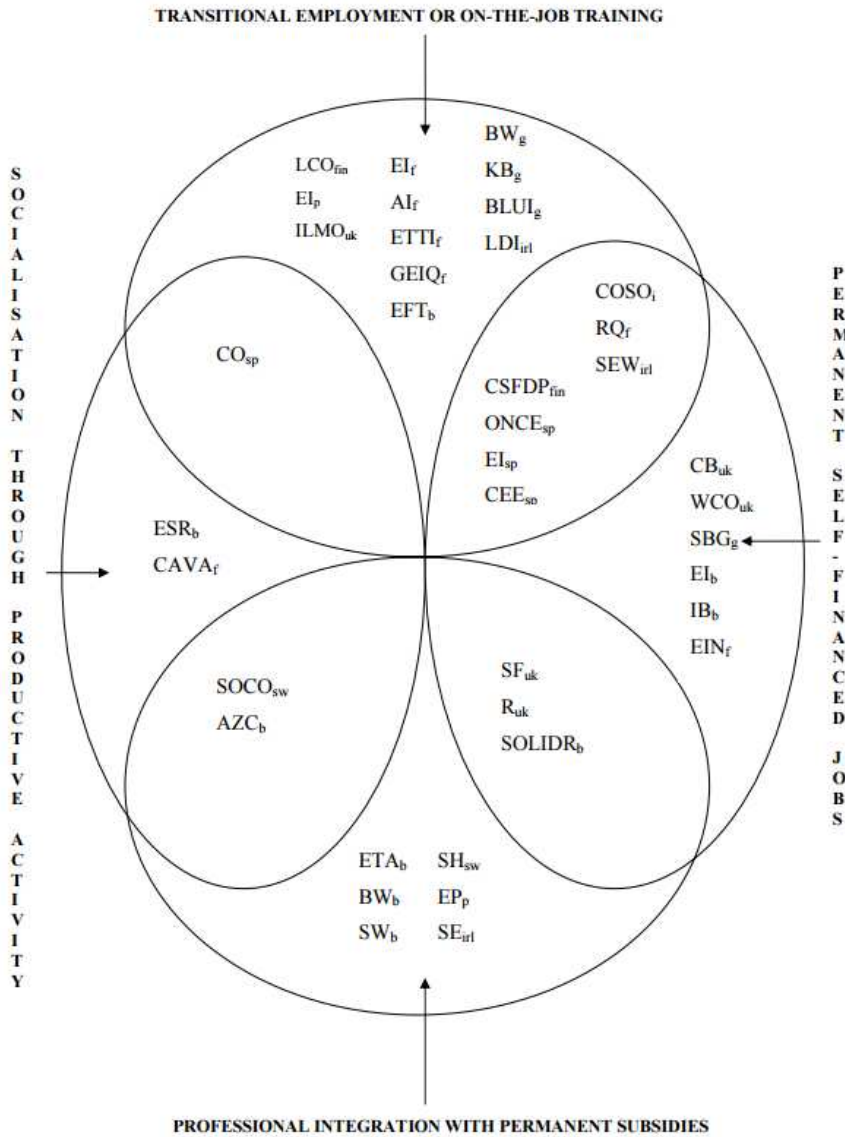 TRANSITIONAL EMPLOYMENT OR ON-THE-JOB TRAINING
SOCIALISATION THROUGH PRODUCTIVE ACTIVITY
LCOfin
EIp
ILMOuk
EIf
AIf
ETTIf
GEIQf
EFTb
BWg
KBg
BLUIg
LDIirl
COsp
COSOi
RQf
SEWirl
CSFDPfin
ONCEsp
EIsp
CEEsp
PERMANENT SELF-FINANCED JOBS
ESRb
CAVAf
CBuk
WCOuk
SBGg
EIb
IBb
EINf
SOCOsw
AZCb
SFuk
Ruk
SOLIDRb
ETAb
BWb
SWb
SHsw
EPp
SEirl
PROFESSIONAL INTEGRATION WITH PERMANENT SUBSIDIES